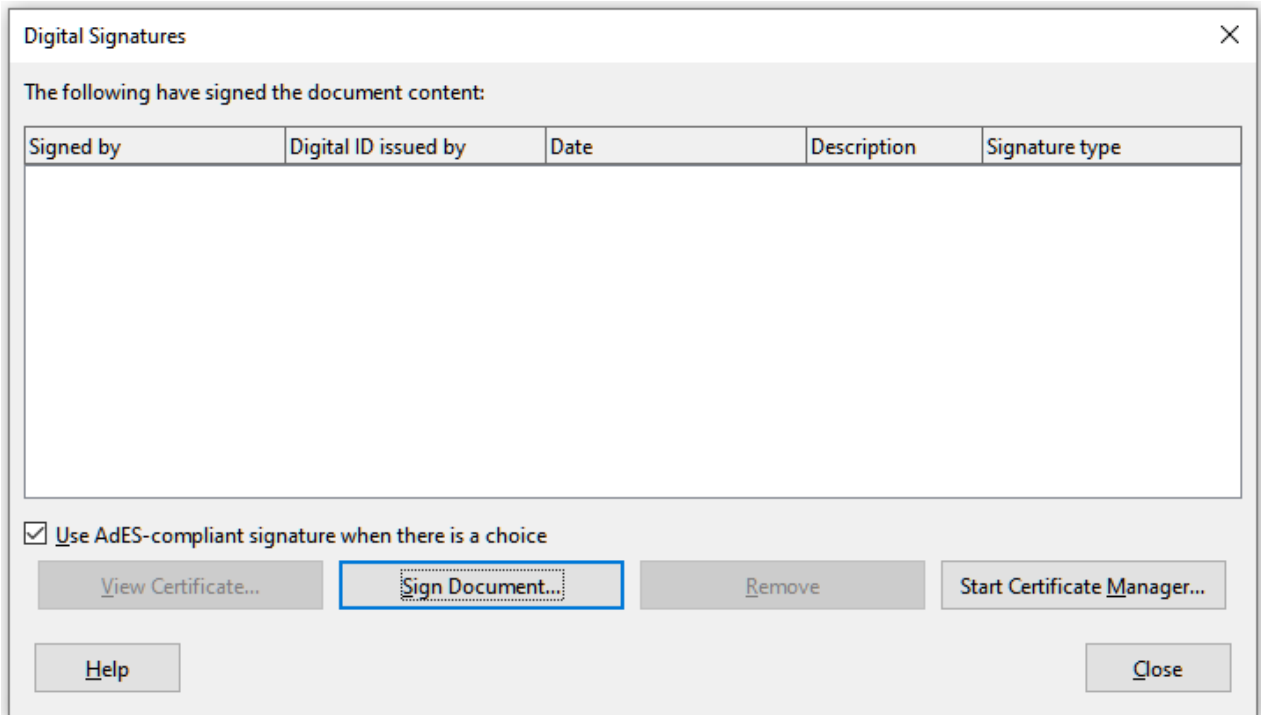 Digital Signatures
The following have signed the document content:
Signed by Digital ID issued by Date Description Signature type
Use AdES-compliant signature when there is a choice
View Certificate... Sign Document... Remove Start Certificate Manager...
Help Close